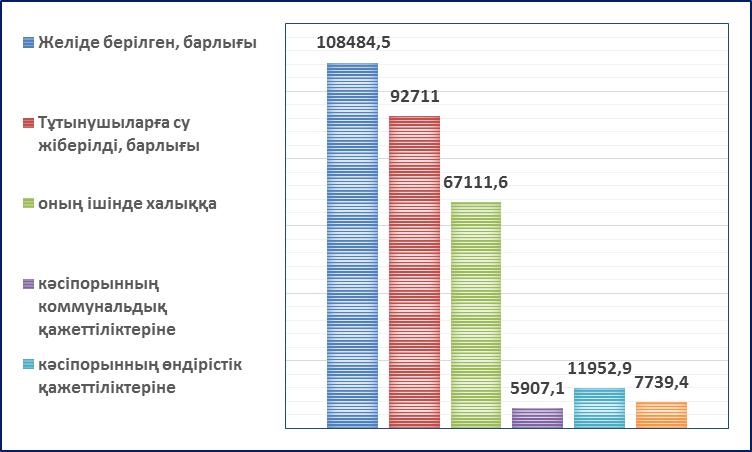 Желіде берілген, барлығы
Тұтынушыларға су
жіберілді, барлығы
оның ішінде халыққа
кәсіпорынның
коммунальдық
қажеттіліктеріне
кәсіпорынның өндірістік
қажеттіліктеріне
108484,5
92711
67111,6
5907,1
11952,9
7739,4